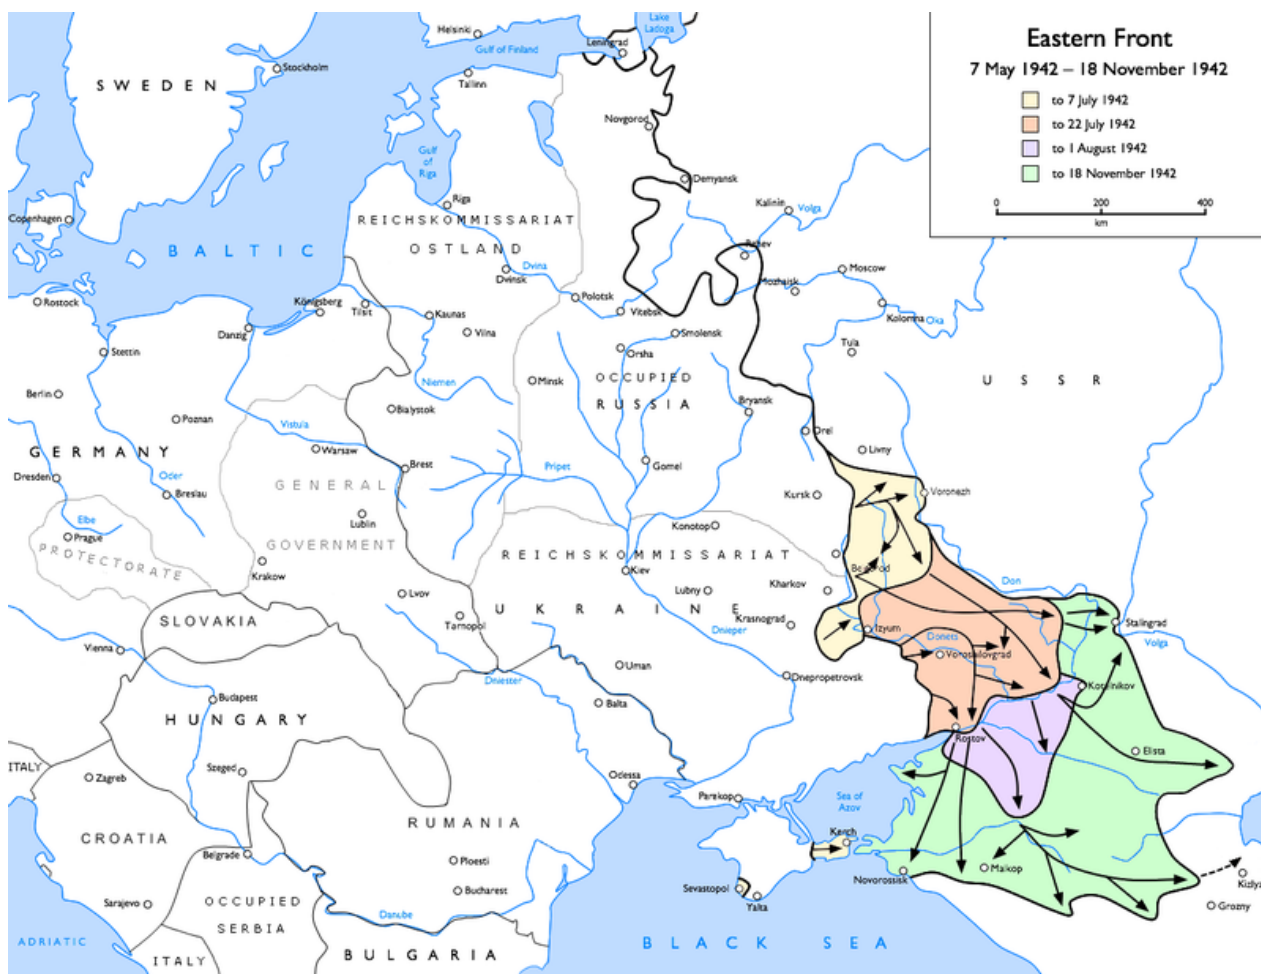 Eastern Front
7 May 1942 – 18 November 1942
to 7 July 1942
to 22 July 1942
to 1 August 1942
to 18 November 1942
0 200 400
km
Lake
Ladoga
Helsinki
Leningrad
Gulf of Finland
Stockholm
SWEDEN
Tallinn
Novgorod
Gulf
of
Riga
Demyansk
Riga
Kalinin
Volga
Copenhagen
REICHSKOMMISSARIAT
OSTLAND
BALTIC
Rzhev
Dvina
Dvinsk
Moscow
Mozhaisk
Rostock
Königsberg
Tilsit
Polotsk
Vitebsk
Kaunas
Kolomna
Oka
Danzig
Vilna
Smolensk
Tula
Stettin
Orsha
Minsk
OCCUPIED
RUSSIA
USSR
Niemen
Berlin
Bialystok
Bryansk
Poznan
Vistula
Orel
GERMANY
Warsaw
Livny
Brest
Pripet
Gomel
Dresden
Oder
Breslau
GENERAL
GOVERNMENT
Kursk
Voronezh
Lublin
Elbe
Prague
PROTECTORATE
Konotop
Krakow
REICHSKOMMISSARIAT
UKRAINE
Kiev
Belgorod
Don
Lvov
Lubny
Kharkov
SLOVAKIA
Tarnopol
Krasnograd
Dnieper
Izyum
Donets
Stalingrad
Volga
Vienna
Voroshilovgrad
Uman
Dniester
Dnepropetrovsk
Kotelnikov
Budapest
Balta
HUNGARY
Rostov
Elista
ITALY
Zagreb
Szeged
Odessa
Perekop
Sea of
Azov
CROATIA
RUMANIA
Kerch
Belgrade
Ploesti
Maikop
Novorossisk
Sevastopol
Yalta
Bucharest
Kizlya
Grozny
Sarajevo
OCCUPIED
SERBIA
Danube
ADRIATIC
ITALY
BULGARIA
BLACK SEA